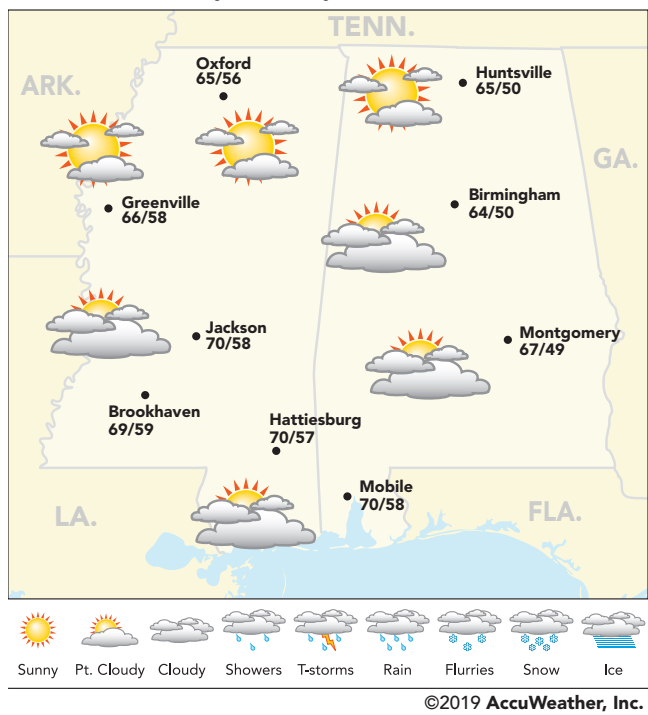 TENN.
Oxford
65/56
Huntsville
65/50
ARK.
GA.
Greenville
66/58
Birmingham
64/50
Jackson
70/58
Montgomery
67/49
Brookhaven
69/59
Hattiesburg
70/57
Mobile
70/58
LA.
FLA.
Sunny Pt. Cloudy Cloudy Showers T-storms Rain Flurries Snow Ice
©2019 AccuWeather, Inc.